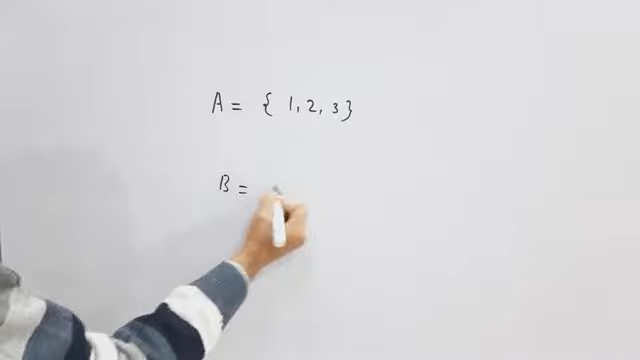 A = { 1, 2, 3}
B =